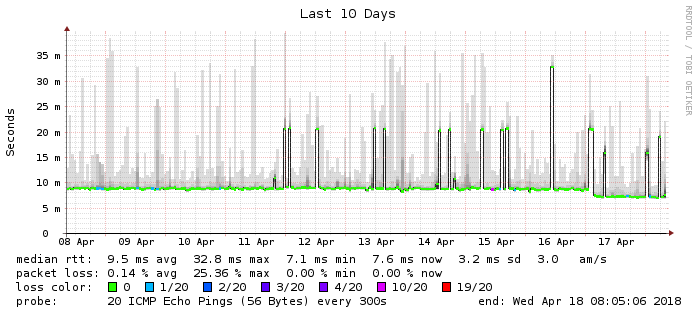 Last 10 Days
RRDTOOL / TOBI OETIKER
Seconds
35 m
30 m
25 m
20 m
15 m
10 m
5 m
0
08 Apr 09 Apr 10 Apr 11 Apr 12 Apr 13 Apr 14 Apr 15 Apr 16 Apr 17 Apr
median rtt: 9.5 ms avg 32.8 ms max 7.1 ms min 7.6 ms now 3.2 ms sd 3.0 am/s
packet loss: 0.14 % avg 25.36 % max 0.00 % min 0.00 % now
loss color: 0 1/20 2/20 3/20 4/20 10/20 19/20
probe: 20 ICMP Echo Pings (56 Bytes) every 300s end: Wed Apr 18 08:05:06 2018